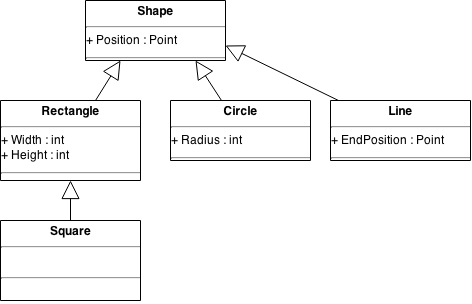 Shape
+ Position : Point
Rectangle
+ Width : int
+ Height : int
Circle
+ Radius : int
Line
+ EndPosition : Point
Square